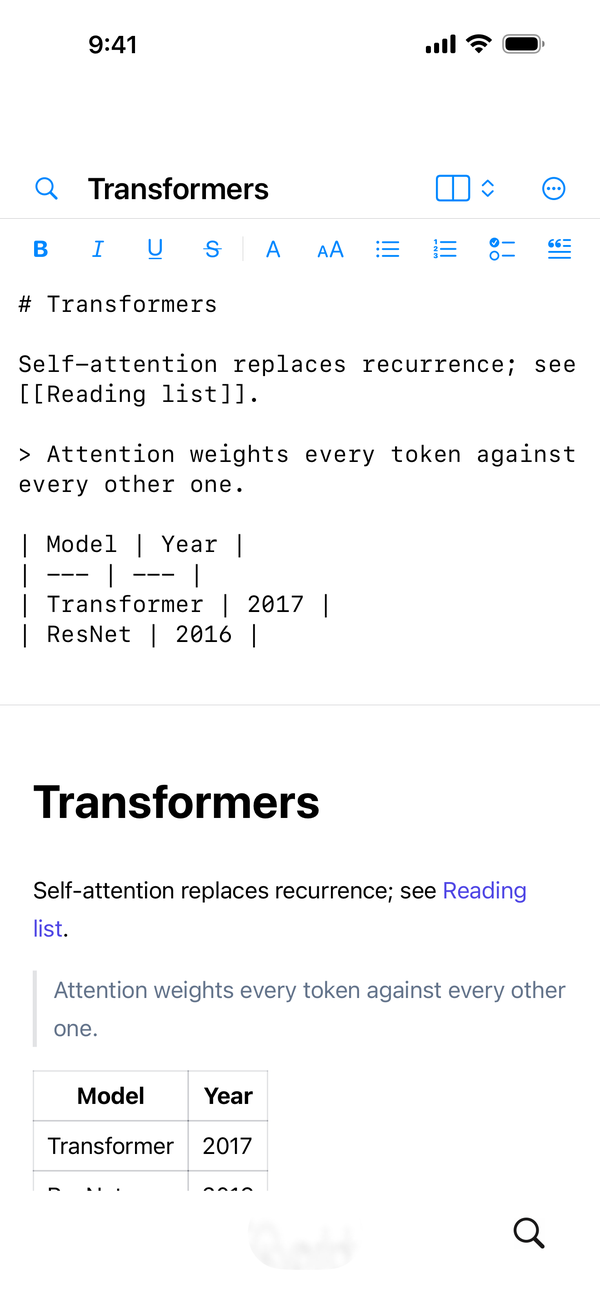 9:41
Transformers
B I U S A AA
# Transformers
Self-attention replaces recurrence; see
[[Reading list]].
> Attention weights every token against
every other one.
| Model | Year |
| --- | --- |
| Transformer | 2017 |
| ResNet | 2016 |
Transformers
Self-attention replaces recurrence; see Reading
list.
Attention weights every token against every other
one.
Model Year
Transformer 2017